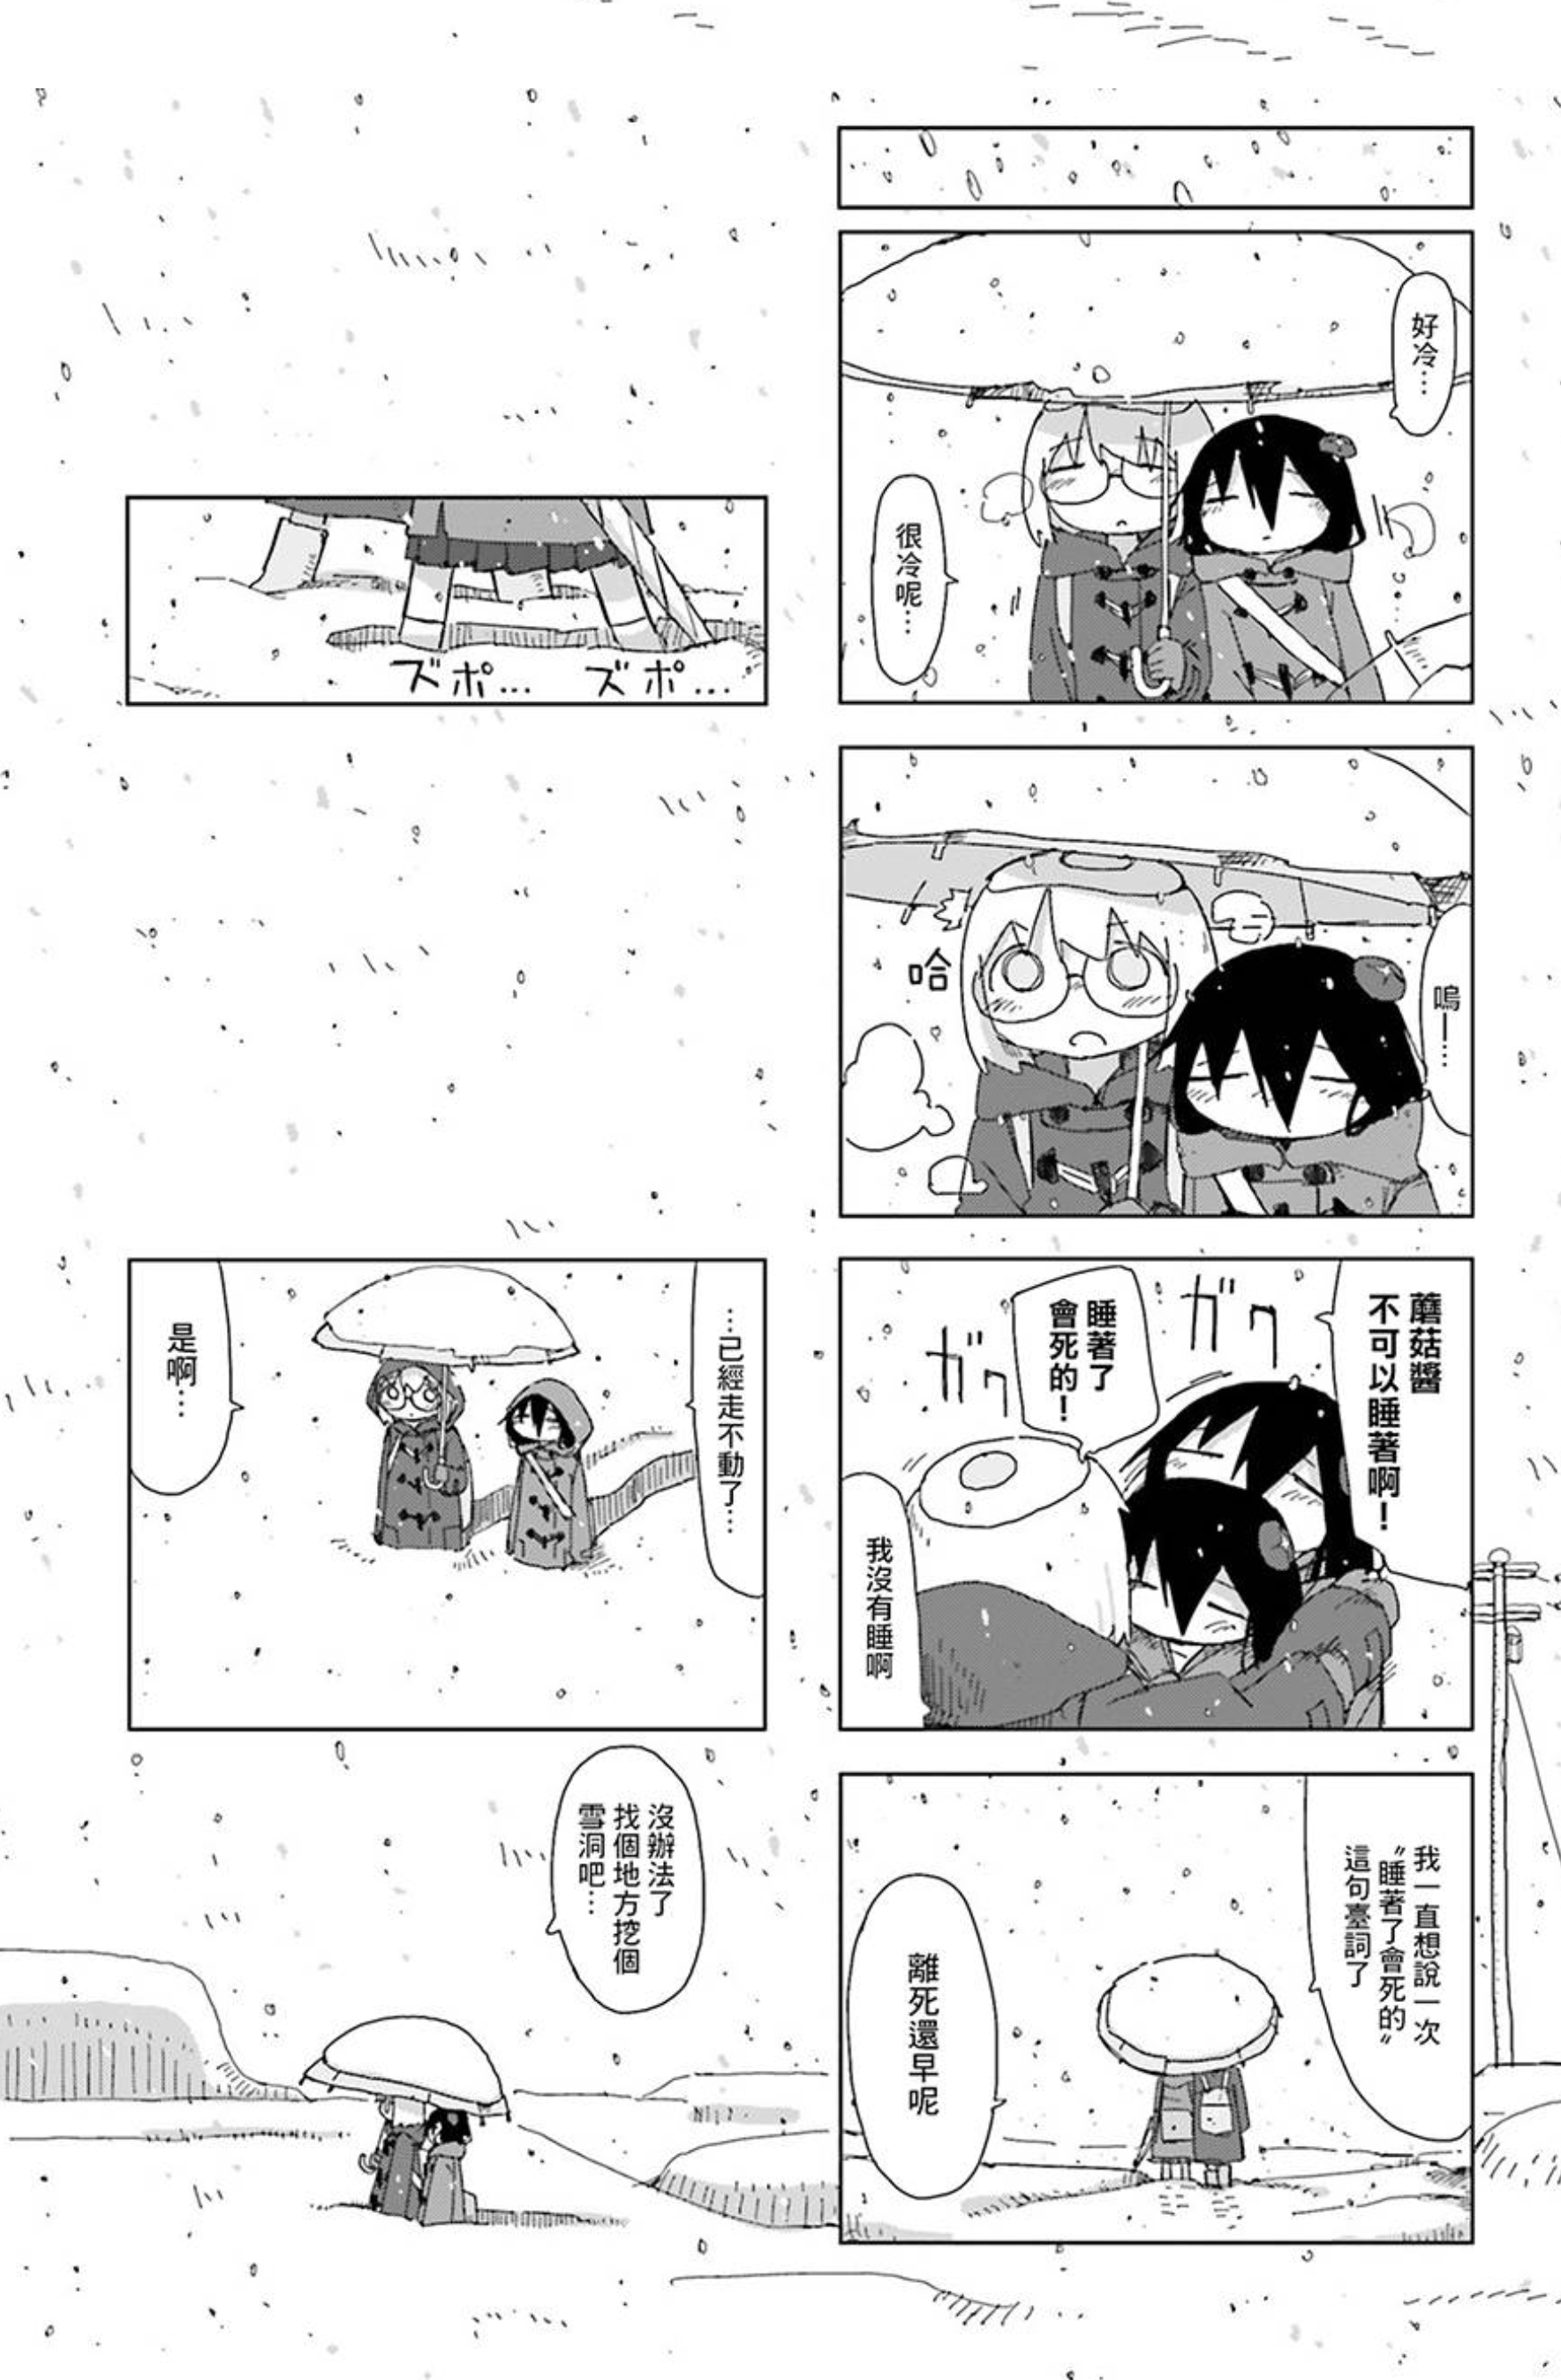 好冷…
很冷呢…
嗚—…
哈
蘑菇醬
不可以睡著啊！
ガッ
ガッ
睡著了
會死的！
我沒有睡啊
我一直想說一次
〝睡著了會死的〞
這句臺詞了
離死還早呢
ズポ…
ズポ…
…已經走不動了…
是啊…
沒辦法了
找個地方挖個
雪洞吧…